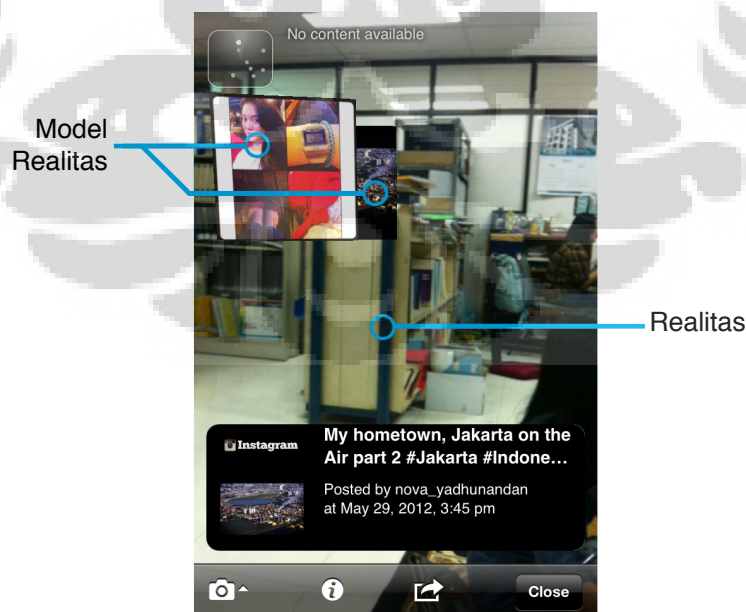 No content available
Model
Realitas
Realitas
Instagram
My hometown, Jakarta on the
Air part 2 #Jakarta #Indone...
Posted by nova_yadhunandan
at May 29, 2012, 3:45 pm
Close